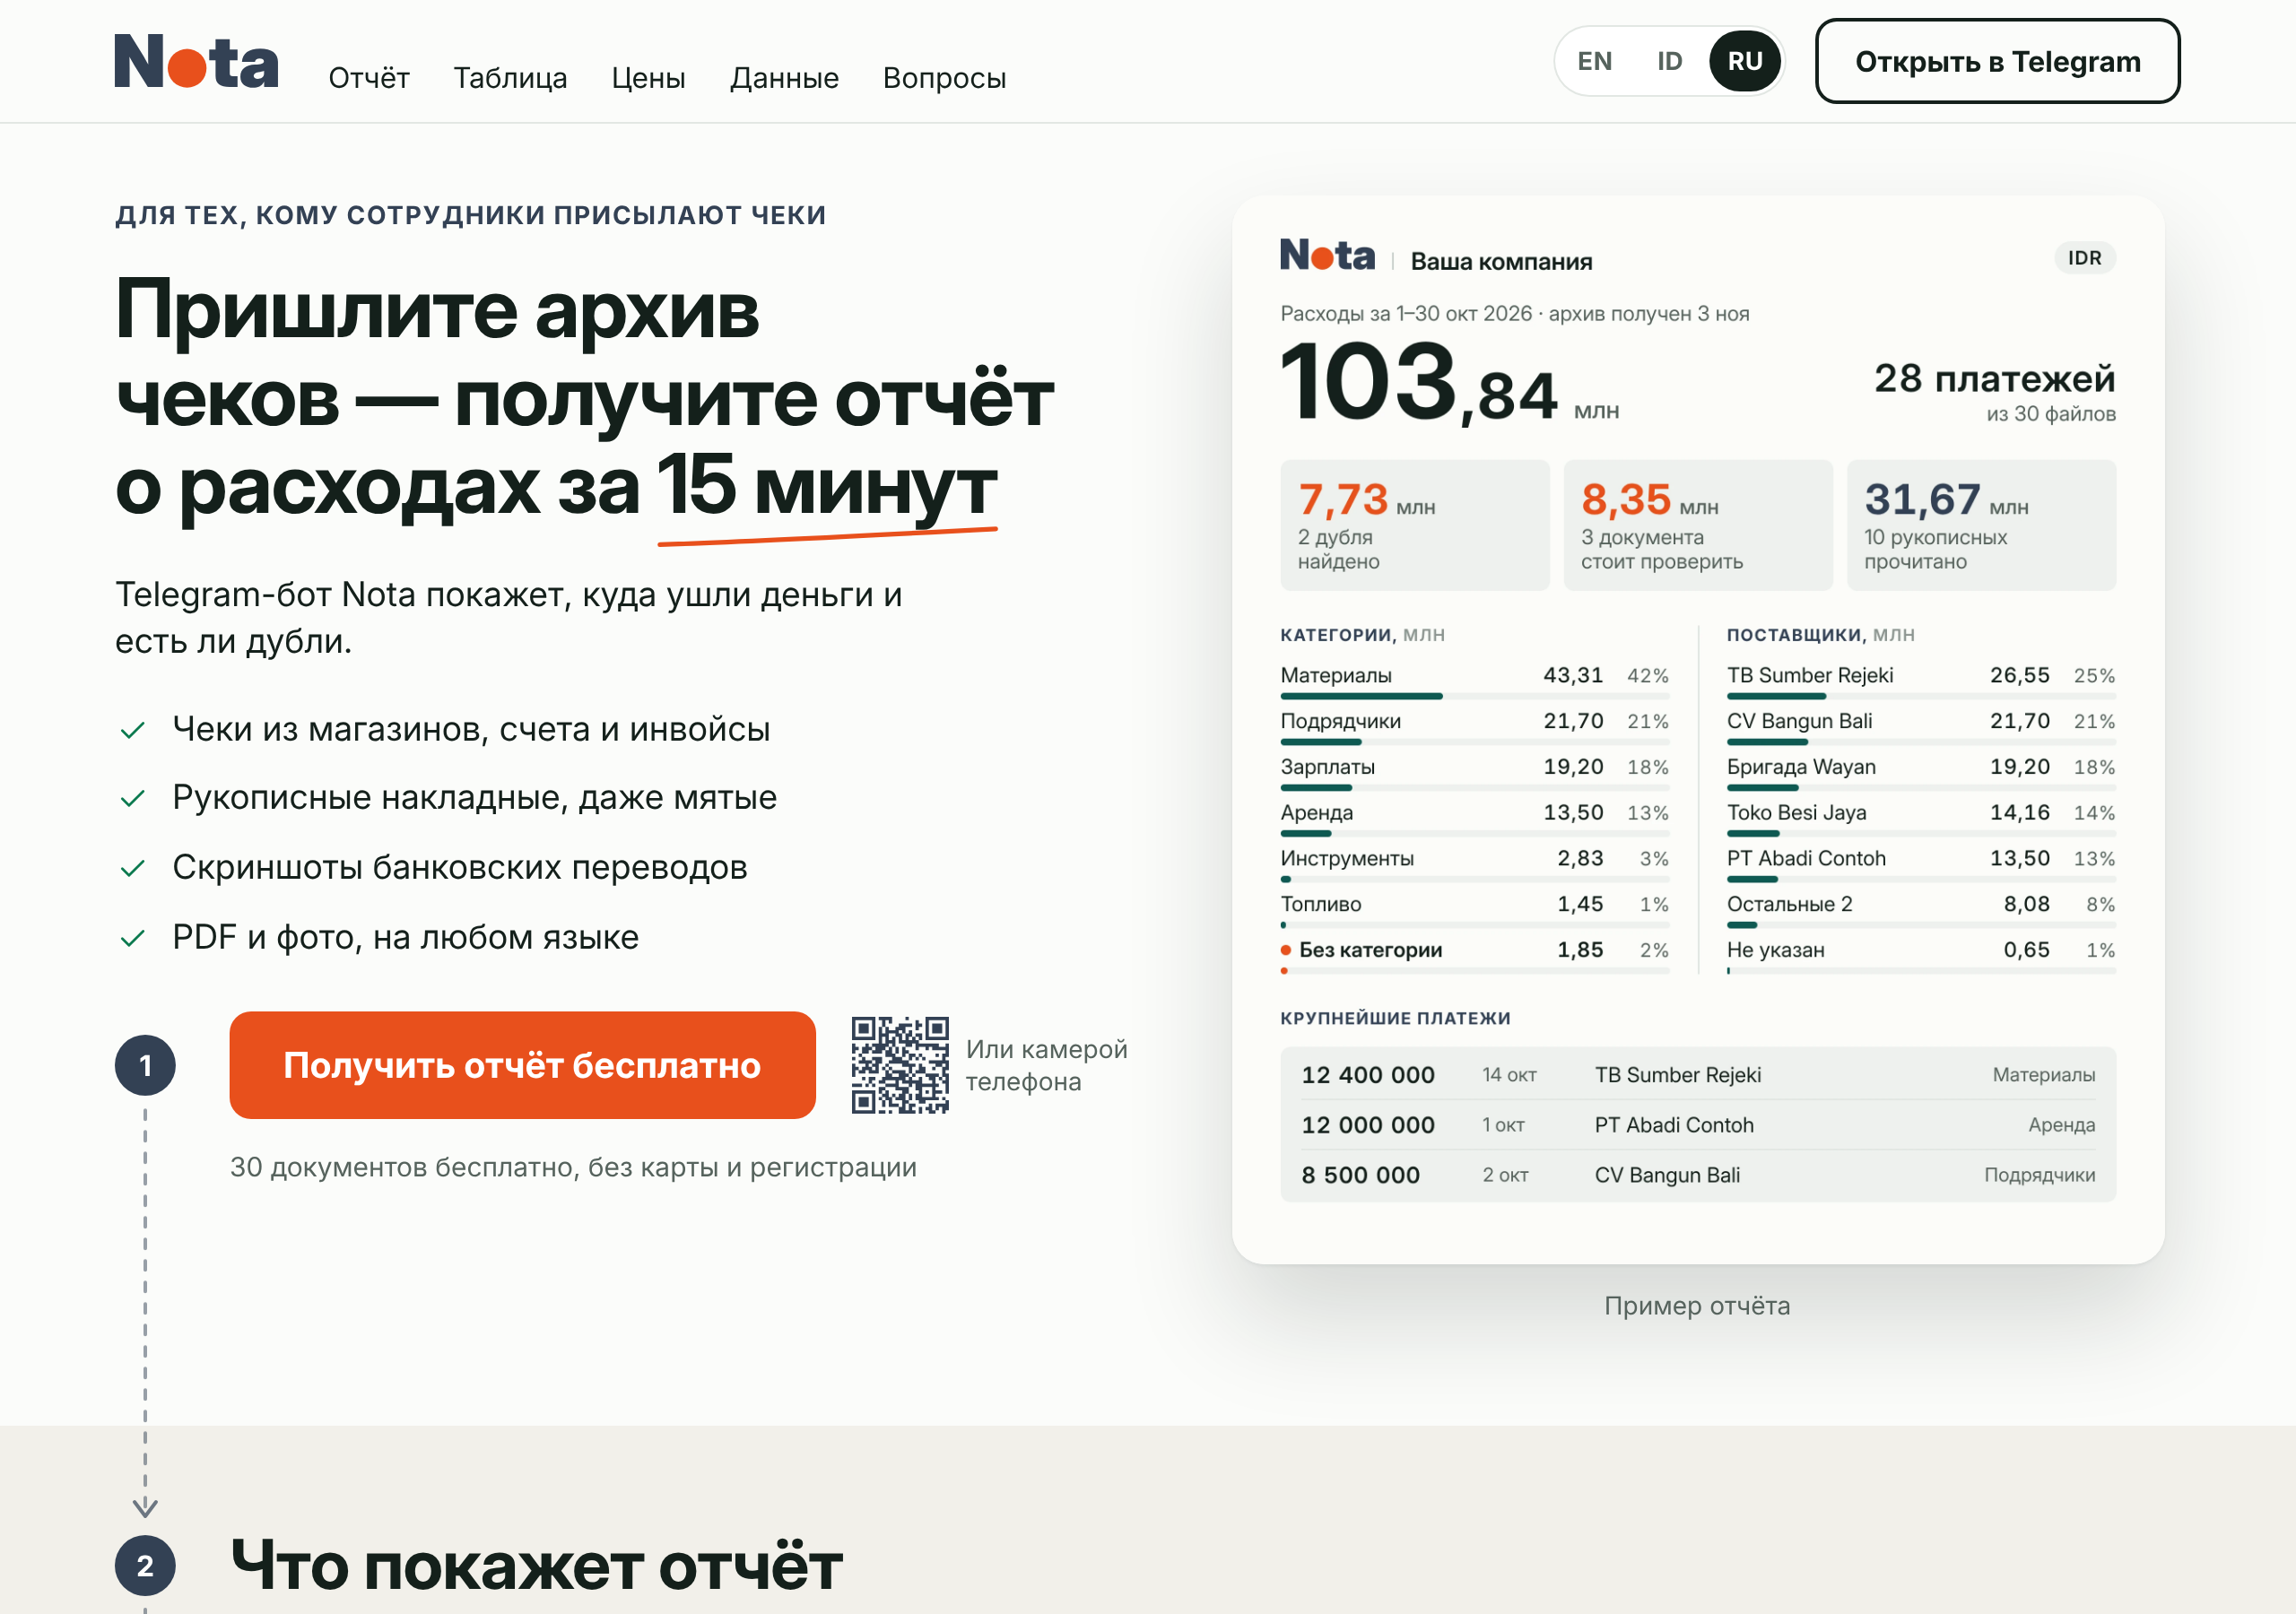 Nota
Отчёт
Таблица
Цены
Данные
Вопросы
EN
ID
RU
Открыть в Telegram
ДЛЯ ТЕХ, КОМУ СОТРУДНИКИ ПРИСЫЛАЮТ ЧЕКИ
Пришлите архив
чеков — получите отчёт
о расходах за 15 минут
Telegram-бот Nota покажет, куда ушли деньги и
есть ли дубли.
Чеки из магазинов, счета и инвойсы
Рукописные накладные, даже мятые
Скриншоты банковских переводов
PDF и фото, на любом языке
1
Получить отчёт бесплатно
Или камерой
телефона
30 документов бесплатно, без карты и регистрации
Nota | Ваша компания
IDR
Расходы за 1–30 окт 2026 · архив получен 3 ноя
103,84 млн
28 платежей
из 30 файлов
7,73 млн
2 дубля
найдено
8,35 млн
3 документа
стоит проверить
31,67 млн
10 рукописных
прочитано
КАТЕГОРИИ, МЛН
Материалы 43,31 42%
Подрядчики 21,70 21%
Зарплаты 19,20 18%
Аренда 13,50 13%
Инструменты 2,83 3%
Топливо 1,45 1%
Без категории 1,85 2%
ПОСТАВЩИКИ, МЛН
TB Sumber Rejeki 26,55 25%
CV Bangun Bali 21,70 21%
Бригада Wayan 19,20 18%
Toko Besi Jaya 14,16 14%
PT Abadi Contoh 13,50 13%
Остальные 2 8,08 8%
Не указан 0,65 1%
КРУПНЕЙШИЕ ПЛАТЕЖИ
12 400 000 14 окт TB Sumber Rejeki Материалы
12 000 000 1 окт PT Abadi Contoh Аренда
8 500 000 2 окт CV Bangun Bali Подрядчики
Пример отчёта
2
Что покажет отчёт